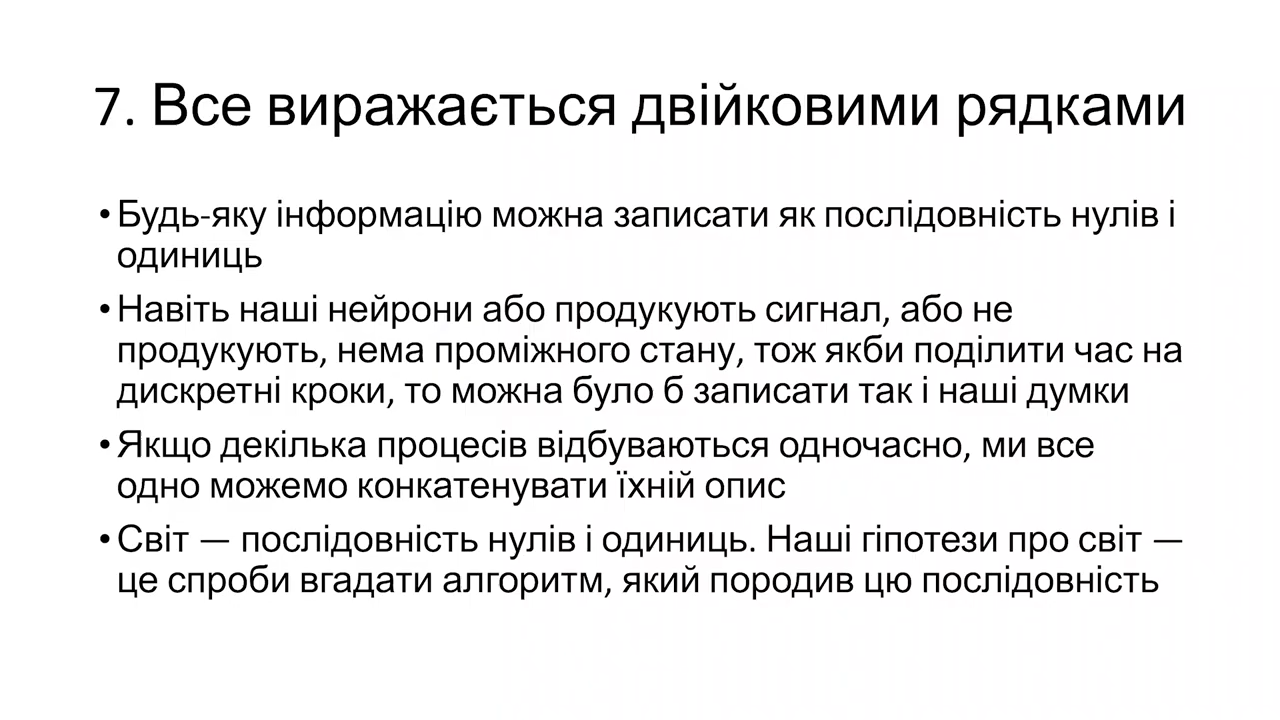 7. Все виражається двійковими рядками
•Будь-яку інформацію можна записати як послідовність нулів і
одиниць
•Навіть наші нейрони або продукують сигнал, або не
продукують, нема проміжного стану, тож якби поділити час на
дискретні кроки, то можна було б записати так і наші думки
•Якщо декілька процесів відбуваються одночасно, ми все
одно можемо конкатенувати їхній опис
•Світ — послідовність нулів і одиниць. Наші гіпотези про світ —
це спроби вгадати алгоритм, який породив цю послідовність